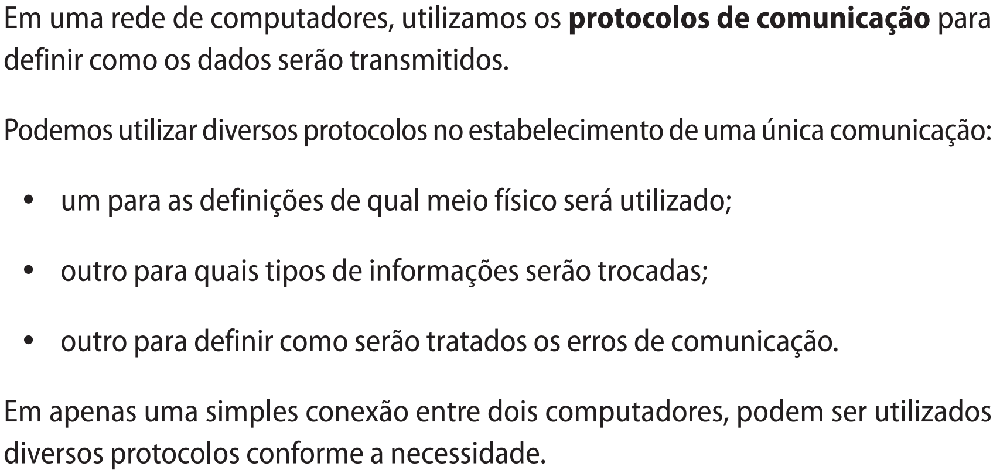 Em uma rede de computadores, utilizamos os protocolos de comunicação para
definir como os dados serão transmitidos.
Podemos utilizar diversos protocolos no estabelecimento de uma única comunicação:
• um para as definições de qual meio físico será utilizado;
• outro para quais tipos de informações serão trocadas;
• outro para definir como serão tratados os erros de comunicação.
Em apenas uma simples conexão entre dois computadores, podem ser utilizados
diversos protocolos conforme a necessidade.